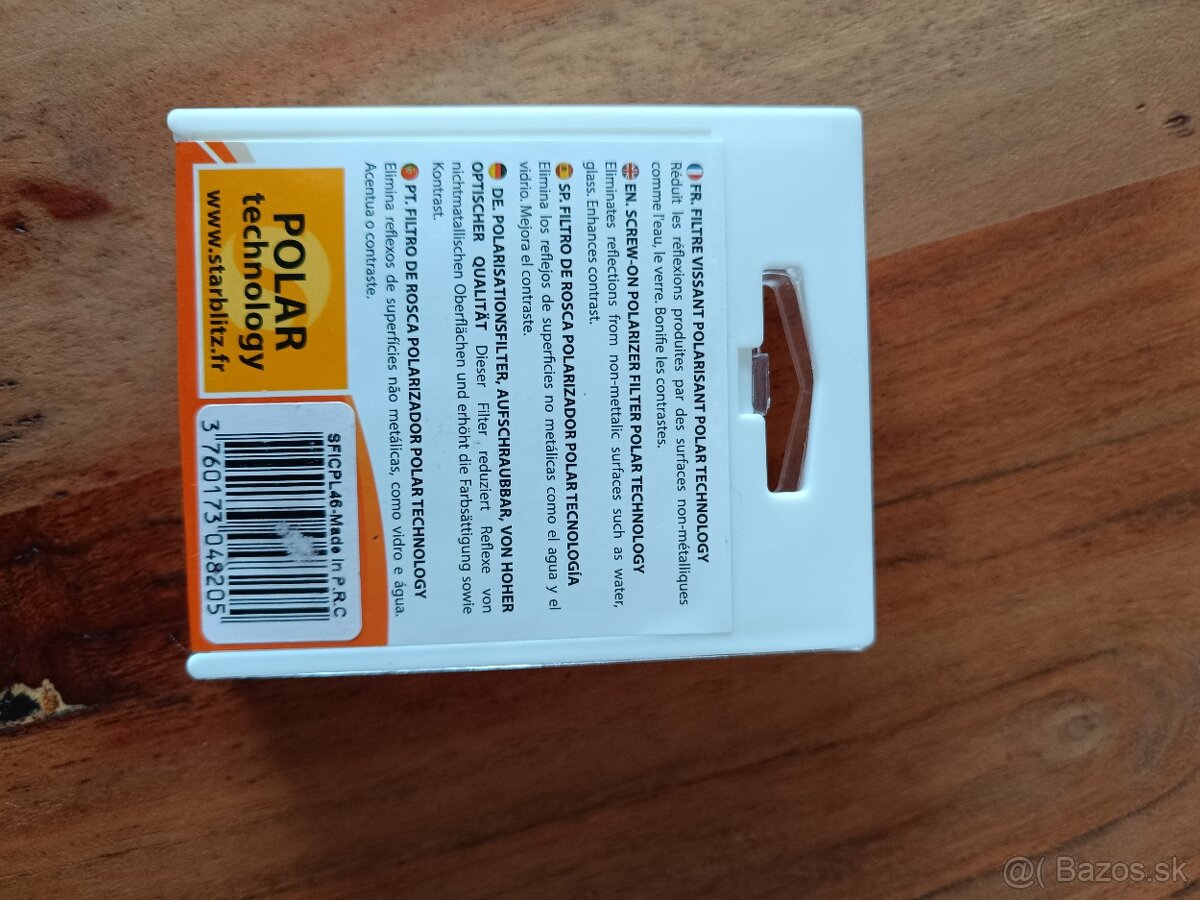 FR. FILTRE VISSANT POLARISANT POLAR TECHNOLOGY
Réduit les réflexions produites par des surfaces non-métalliques
comme l'eau, le verre. Bonifie les contrastes.
EN. SCREW-ON POLARIZER FILTER POLAR TECHNOLOGY
Eliminates reflections from non-mettalic surfaces such as water,
glass. Enhances contrast.
SP. FILTRO DE ROSCA POLARIZADOR POLAR TECNOLOGÍA
Elimina los reflejos de superficies no metálicas como el agua y el
vidrio. Mejora el contraste.
DE. POLARISATIONSFILTER, AUFSCHRAUBBAR, VON HOHER
OPTISCHER QUALITÄT Dieser Filter reduziert Reflexe von
nichtmatallischen Oberflächen und erhöht die Farbsättigung sowie
Kontrast.
PT. FILTRO DE ROSCA POLARIZADOR POLAR TECHNOLOGY
Elimina reflexos de superfícies não metálicas, como vidro e água.
Acentua o contraste.
POLAR
technology
www.starblitz.fr
SFICPL46-Made In P.R.C
3 760173 048205
@( Bazos.sk